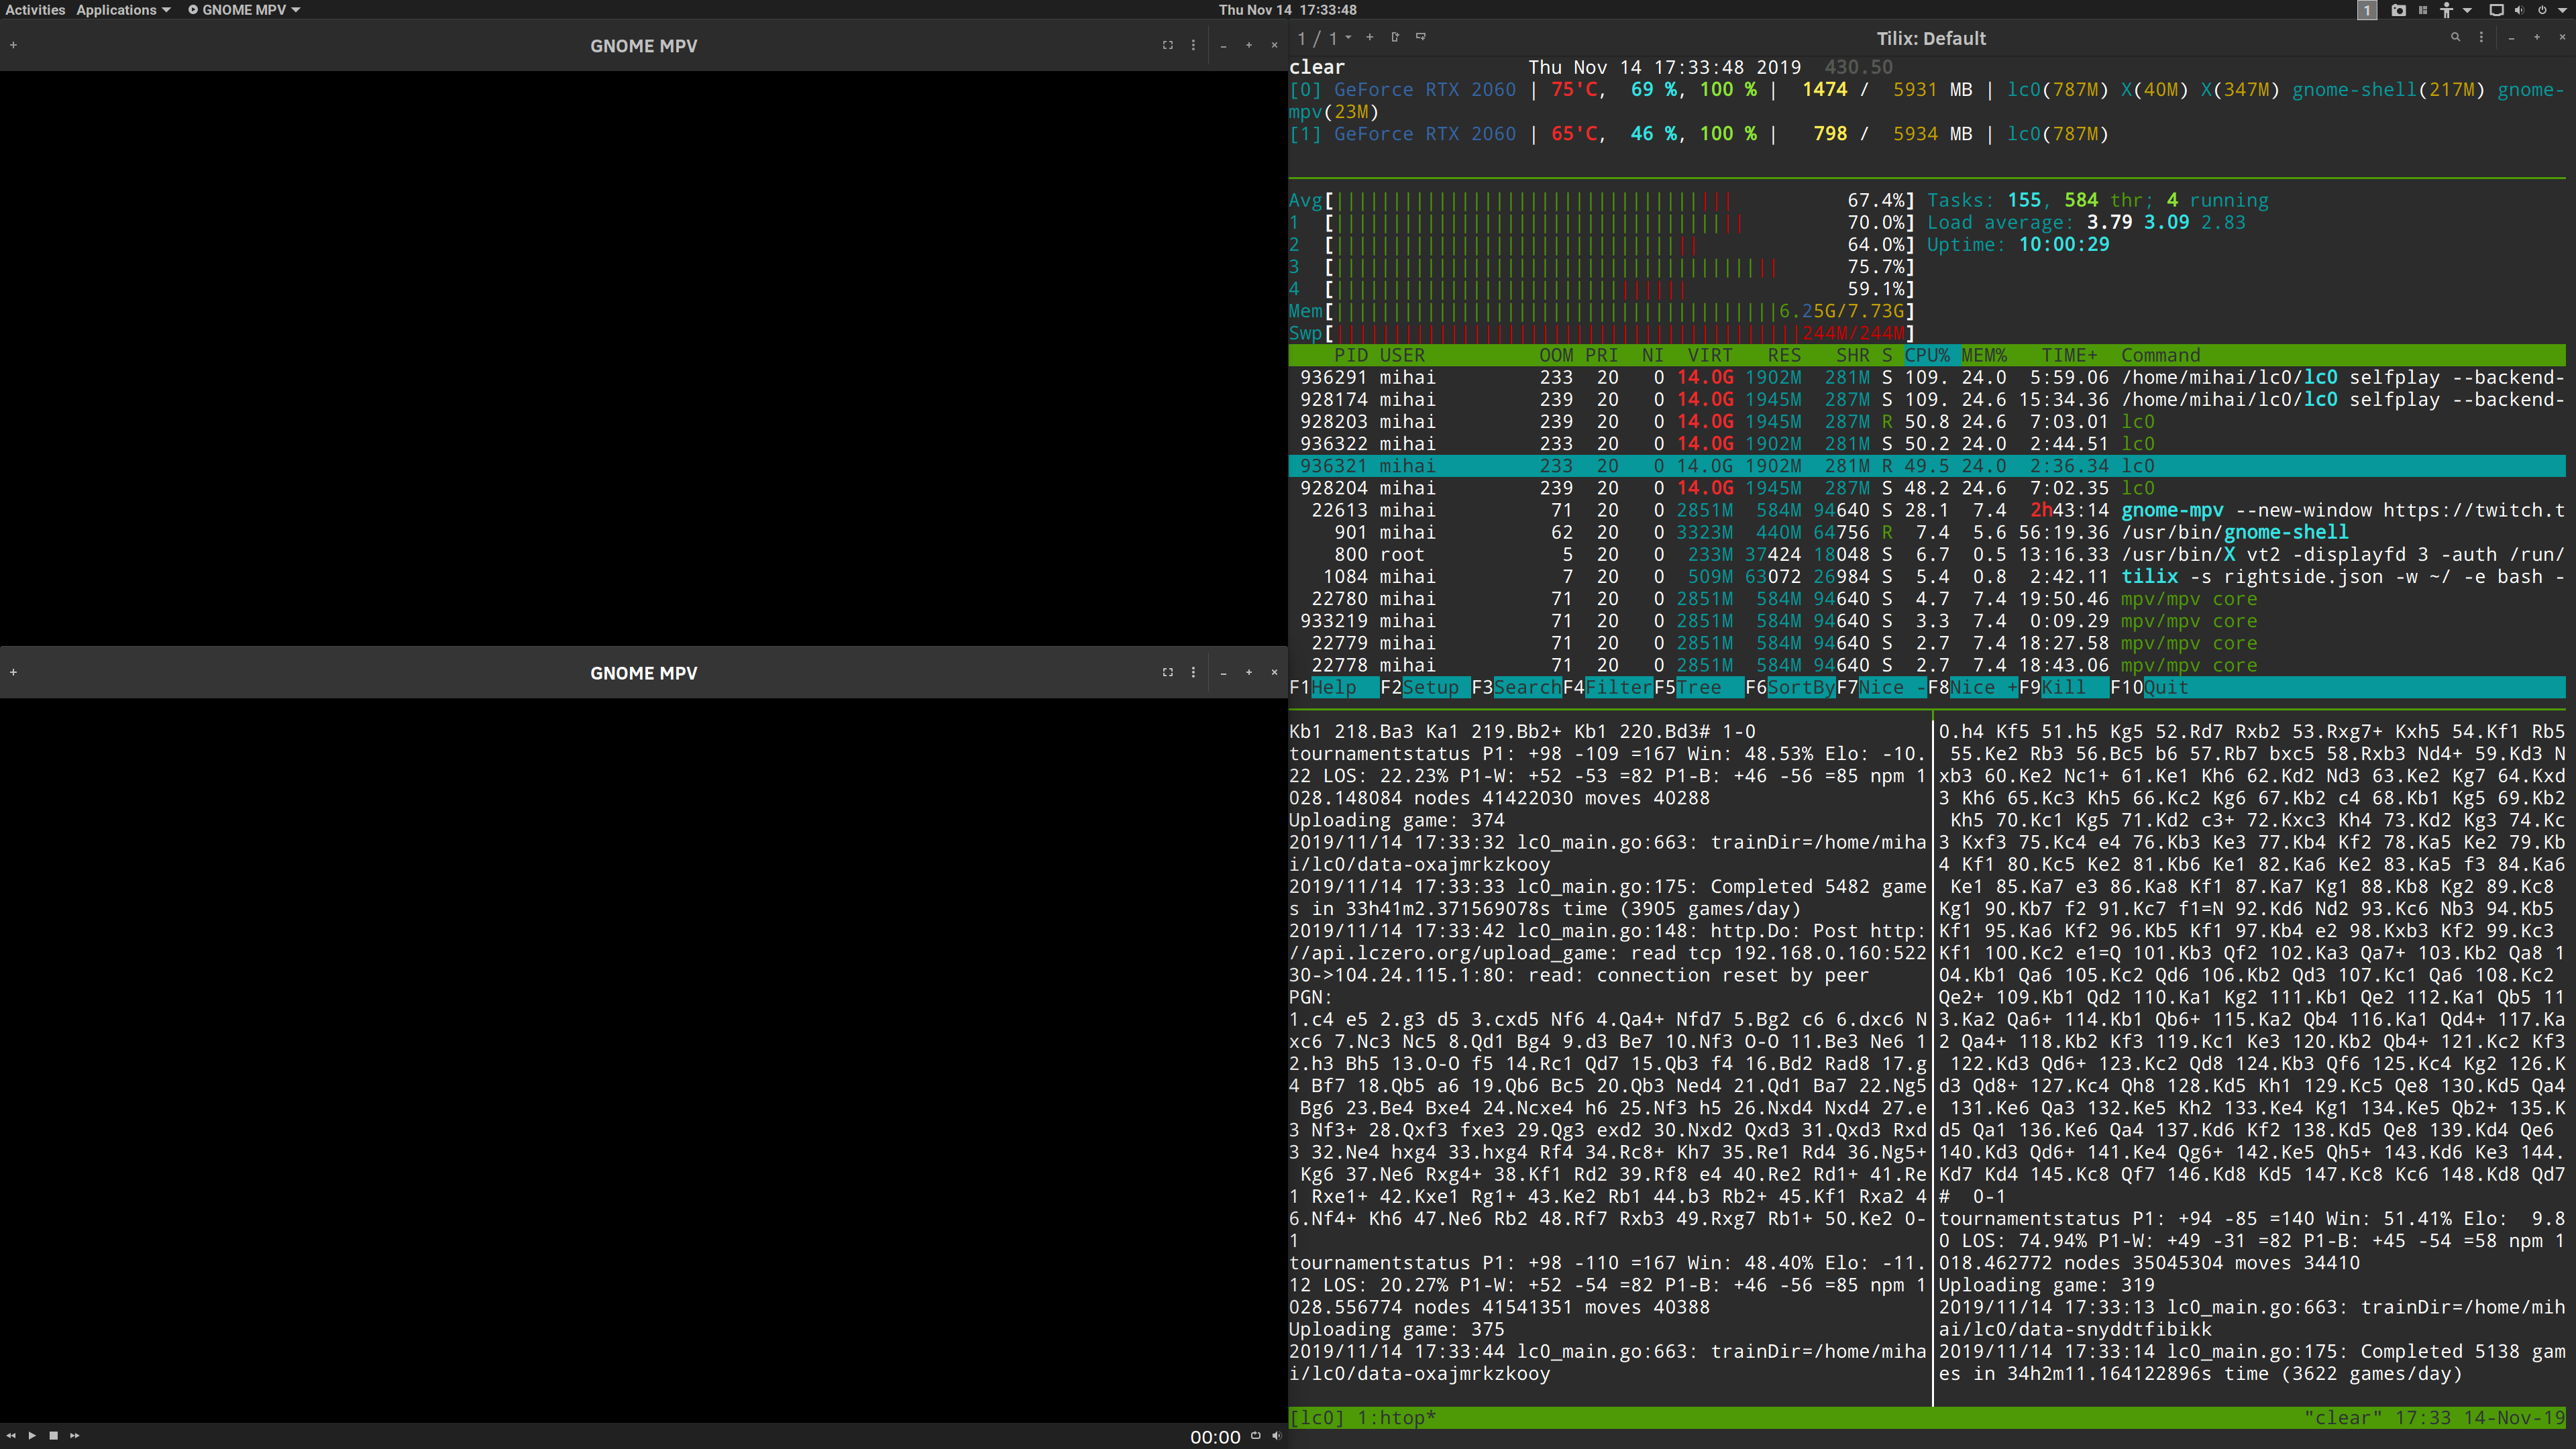 Activities Applications GNOME MPV Thu Nov 14 17:33:48 1
GNOME MPV
1 / 1 Tilix: Default
clear Thu Nov 14 17:33:48 2019 430.50
[0] GeForce RTX 2060 | 75'C, 69 %, 100 % | 1474 / 5931 MB | lc0(787M) X(40M) X(347M) gnome-shell(217M) gnome-
mpv(23M)
[1] GeForce RTX 2060 | 65'C, 46 %, 100 % | 798 / 5934 MB | lc0(787M)
Avg[ 67.4%] Tasks: 155, 584 thr; 4 running
1 [ 70.0%] Load average: 3.79 3.09 2.83
2 [ 64.0%] Uptime: 10:00:29
3 [ 75.7%]
4 [ 59.1%]
Mem[ 6.25G/7.73G]
Swp[ 244M/244M]
PID USER OOM PRI NI VIRT RES SHR S CPU% MEM% TIME+ Command
936291 mihai 233 20 0 14.0G 1902M 281M S 109. 24.0 5:59.06 /home/mihai/lc0/lc0 selfplay --backend-
928174 mihai 239 20 0 14.0G 1945M 287M S 109. 24.6 15:34.36 /home/mihai/lc0/lc0 selfplay --backend-
928203 mihai 239 20 0 14.0G 1945M 287M R 50.8 24.6 7:03.01 lc0
936322 mihai 233 20 0 14.0G 1902M 281M S 50.2 24.0 2:44.51 lc0
936321 mihai 233 20 0 14.0G 1902M 281M R 49.5 24.0 2:36.34 lc0
928204 mihai 239 20 0 14.0G 1945M 287M S 48.2 24.6 7:02.35 lc0
22613 mihai 71 20 0 2851M 584M 94640 S 28.1 7.4 2h43:14 gnome-mpv --new-window https://twitch.t
901 mihai 62 20 0 3323M 440M 64756 R 7.4 5.6 56:19.36 /usr/bin/gnome-shell
800 root 5 20 0 233M 37424 18048 S 6.7 0.5 13:16.33 /usr/bin/X vt2 -displayfd 3 -auth /run/
1084 mihai 7 20 0 509M 63072 26984 S 5.4 0.8 2:42.11 tilix -s rightside.json -w ~/ -e bash -
22780 mihai 71 20 0 2851M 584M 94640 S 4.7 7.4 19:50.46 mpv/mpv core
933219 mihai 71 20 0 2851M 584M 94640 S 3.3 7.4 0:09.29 mpv/mpv core
22779 mihai 71 20 0 2851M 584M 94640 S 2.7 7.4 18:27.58 mpv/mpv core
22778 mihai 71 20 0 2851M 584M 94640 S 2.7 7.4 18:43.06 mpv/mpv core
F1Help F2Setup F3SearchF4FilterF5Tree F6SortByF7Nice -F8Nice +F9Kill F10Quit
GNOME MPV
Kb1 218.Ba3 Ka1 219.Bb2+ Kb1 220.Bd3# 1-0
tournamentstatus P1: +98 -109 =167 Win: 48.53% Elo: -10.
22 LOS: 22.23% P1-W: +52 -53 =82 P1-B: +46 -56 =85 npm 1
028.148084 nodes 41422030 moves 40288
Uploading game: 374
2019/11/14 17:33:32 lc0_main.go:663: trainDir=/home/miha
i/lc0/data-oxajmrkzkooy
2019/11/14 17:33:33 lc0_main.go:175: Completed 5482 game
s in 33h41m2.371569078s time (3905 games/day)
2019/11/14 17:33:42 lc0_main.go:148: http.Do: Post http:
//api.lczero.org/upload_game: read tcp 192.168.0.160:522
30->104.24.115.1:80: read: connection reset by peer
PGN:
1.c4 e5 2.g3 d5 3.cxd5 Nf6 4.Qa4+ Nfd7 5.Bg2 c6 6.dxc6 N
xc6 7.Nc3 Nc5 8.Qd1 Bg4 9.d3 Be7 10.Nf3 O-O 11.Be3 Ne6 1
2.h3 Bh5 13.O-O f5 14.Rc1 Qd7 15.Qb3 f4 16.Bd2 Rad8 17.g
4 Bf7 18.Qb5 a6 19.Qb6 Bc5 20.Qb3 Ned4 21.Qd1 Ba7 22.Ng5
Bg6 23.Be4 Bxe4 24.Ncxe4 h6 25.Nf3 h5 26.Nxd4 Nxd4 27.e
3 Nf3+ 28.Qxf3 fxe3 29.Qg3 exd2 30.Nxd2 Qxd3 31.Qxd3 Rxd
3 32.Ne4 hxg4 33.hxg4 Rf4 34.Rc8+ Kh7 35.Re1 Rd4 36.Ng5+
Kg6 37.Ne6 Rxg4+ 38.Kf1 Rd2 39.Rf8 e4 40.Re2 Rd1+ 41.Re
1 Rxe1+ 42.Kxe1 Rg1+ 43.Ke2 Rb1 44.b3 Rb2+ 45.Kf1 Rxa2 4
6.Nf4+ Kh6 47.Ne6 Rb2 48.Rf7 Rxb3 49.Rxg7 Rb1+ 50.Ke2 0-
1
tournamentstatus P1: +98 -110 =167 Win: 48.40% Elo: -11.
12 LOS: 20.27% P1-W: +52 -54 =82 P1-B: +46 -56 =85 npm 1
028.556774 nodes 41541351 moves 40388
Uploading game: 375
2019/11/14 17:33:44 lc0_main.go:663: trainDir=/home/miha
i/lc0/data-oxajmrkzkooy
0.h4 Kf5 51.h5 Kg5 52.Rd7 Rxb2 53.Rxg7+ Kxh5 54.Kf1 Rb5
55.Ke2 Rb3 56.Bc5 b6 57.Rb7 bxc5 58.Rxb3 Nd4+ 59.Kd3 N
xb3 60.Ke2 Nc1+ 61.Ke1 Kh6 62.Kd2 Nd3 63.Ke2 Kg7 64.Kxd
3 Kh6 65.Kc3 Kh5 66.Kc2 Kg6 67.Kb2 c4 68.Kb1 Kg5 69.Kb2
Kh5 70.Kc1 Kg5 71.Kd2 c3+ 72.Kxc3 Kh4 73.Kd2 Kg3 74.Kc
3 Kxf3 75.Kc4 e4 76.Kb3 Ke3 77.Kb4 Kf2 78.Ka5 Ke2 79.Kb
4 Kf1 80.Kc5 Ke2 81.Kb6 Ke1 82.Ka6 Ke2 83.Ka5 f3 84.Ka6
Ke1 85.Ka7 e3 86.Ka8 Kf1 87.Ka7 Kg1 88.Kb8 Kg2 89.Kc8
Kg1 90.Kb7 f2 91.Kc7 f1=N 92.Kd6 Nd2 93.Kc6 Nb3 94.Kb5
Kf1 95.Ka6 Kf2 96.Kb5 Kf1 97.Kb4 e2 98.Kxb3 Kf2 99.Kc3
Kf1 100.Kc2 e1=Q 101.Kb3 Qf2 102.Ka3 Qa7+ 103.Kb2 Qa8 1
04.Kb1 Qa6 105.Kc2 Qd6 106.Kb2 Qd3 107.Kc1 Qa6 108.Kc2
Qe2+ 109.Kb1 Qd2 110.Ka1 Kg2 111.Kb1 Qe2 112.Ka1 Qb5 11
3.Ka2 Qa6+ 114.Kb1 Qb6+ 115.Ka2 Qb4 116.Ka1 Qd4+ 117.Ka
2 Qa4+ 118.Kb2 Kf3 119.Kc1 Ke3 120.Kb2 Qb4+ 121.Kc2 Kf3
122.Kd3 Qd6+ 123.Kc2 Qd8 124.Kb3 Qf6 125.Kc4 Kg2 126.K
d3 Qd8+ 127.Kc4 Qh8 128.Kd5 Kh1 129.Kc5 Qe8 130.Kd5 Qa4
131.Ke6 Qa3 132.Ke5 Kh2 133.Ke4 Kg1 134.Ke5 Qb2+ 135.K
d5 Qa1 136.Ke6 Qa4 137.Kd6 Kf2 138.Kd5 Qe8 139.Kd4 Qe6
140.Kd3 Qd6+ 141.Ke4 Qg6+ 142.Ke5 Qh5+ 143.Kd6 Ke3 144.
Kd7 Kd4 145.Kc8 Qf7 146.Kd8 Kd5 147.Kc8 Kc6 148.Kd8 Qd7
# 0-1
tournamentstatus P1: +94 -85 =140 Win: 51.41% Elo: 9.8
0 LOS: 74.94% P1-W: +49 -31 =82 P1-B: +45 -54 =58 npm 1
018.462772 nodes 35045304 moves 34410
Uploading game: 319
2019/11/14 17:33:13 lc0_main.go:663: trainDir=/home/mih
ai/lc0/data-snyddtfibikk
2019/11/14 17:33:14 lc0_main.go:175: Completed 5138 gam
es in 34h2m11.164122896s time (3622 games/day)
[lc0] 1:htop* "clear" 17:33 14-Nov-19
00:00